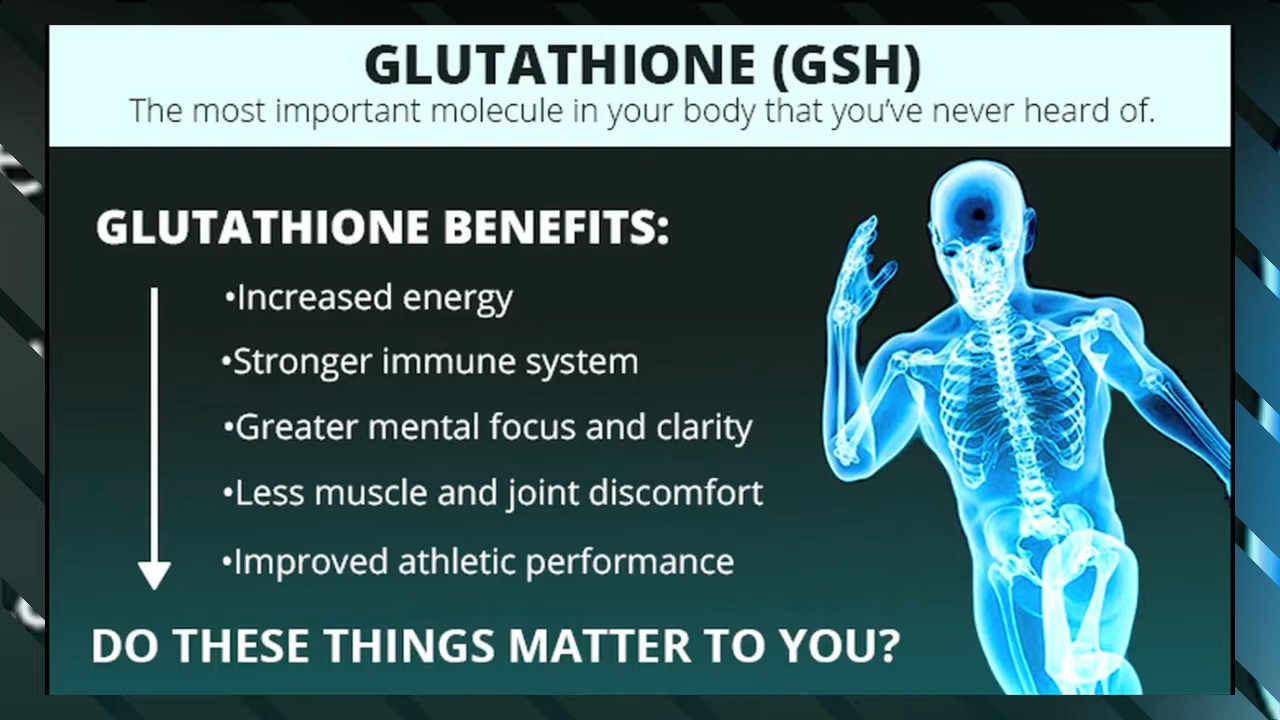 GLUTATHIONE (GSH)
The most important molecule in your body that you've never heard of.
GLUTATHIONE BENEFITS:
•Increased energy
•Stronger immune system
•Greater mental focus and clarity
•Less muscle and joint discomfort
•Improved athletic performance
DO THESE THINGS MATTER TO YOU?